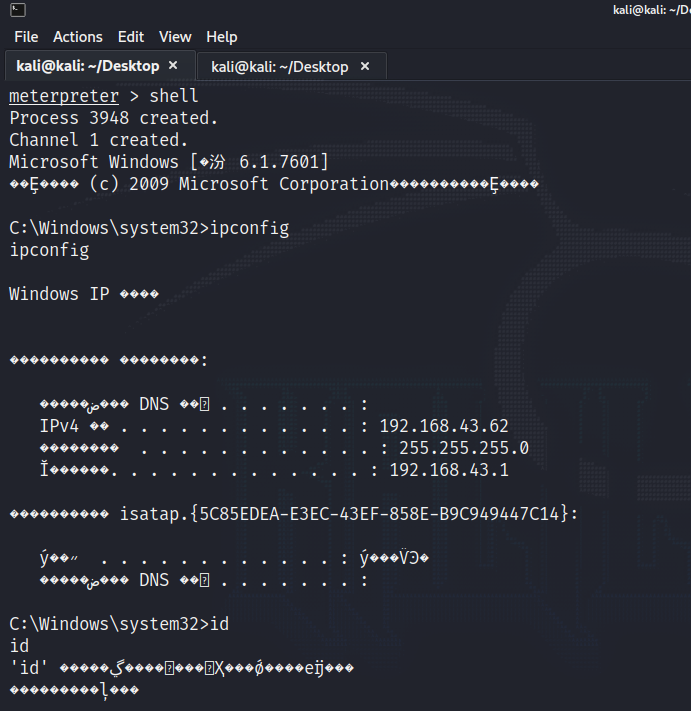 kali@kali: ~/De
File Actions Edit View Help
kali@kali: ~/Desktop × kali@kali: ~/Desktop ×
meterpreter > shell
Process 3948 created.
Channel 1 created.
Microsoft Windows [�汾 6.1.7601]
��Ȩ���� (c) 2009 Microsoft Corporation����������Ȩ����
C:\Windows\system32>ipconfig
ipconfig
Windows IP ����
���������� ��������:
DNS . . . . . . . :
IPv4 �� . . . . . . . . . . . . : 192.168.43.62
�������� . . . . . . . . . . . . : 255.255.255.0
. . . . . . . . . . . . . : 192.168.43.1
���������� isatap.{5C85EDEA-E3EC-43EF-858E-B9C949447C14}:
. . . . . . . . . . . . :
DNS . . . . . . . :
C:\Windows\system32>id
id
'id'